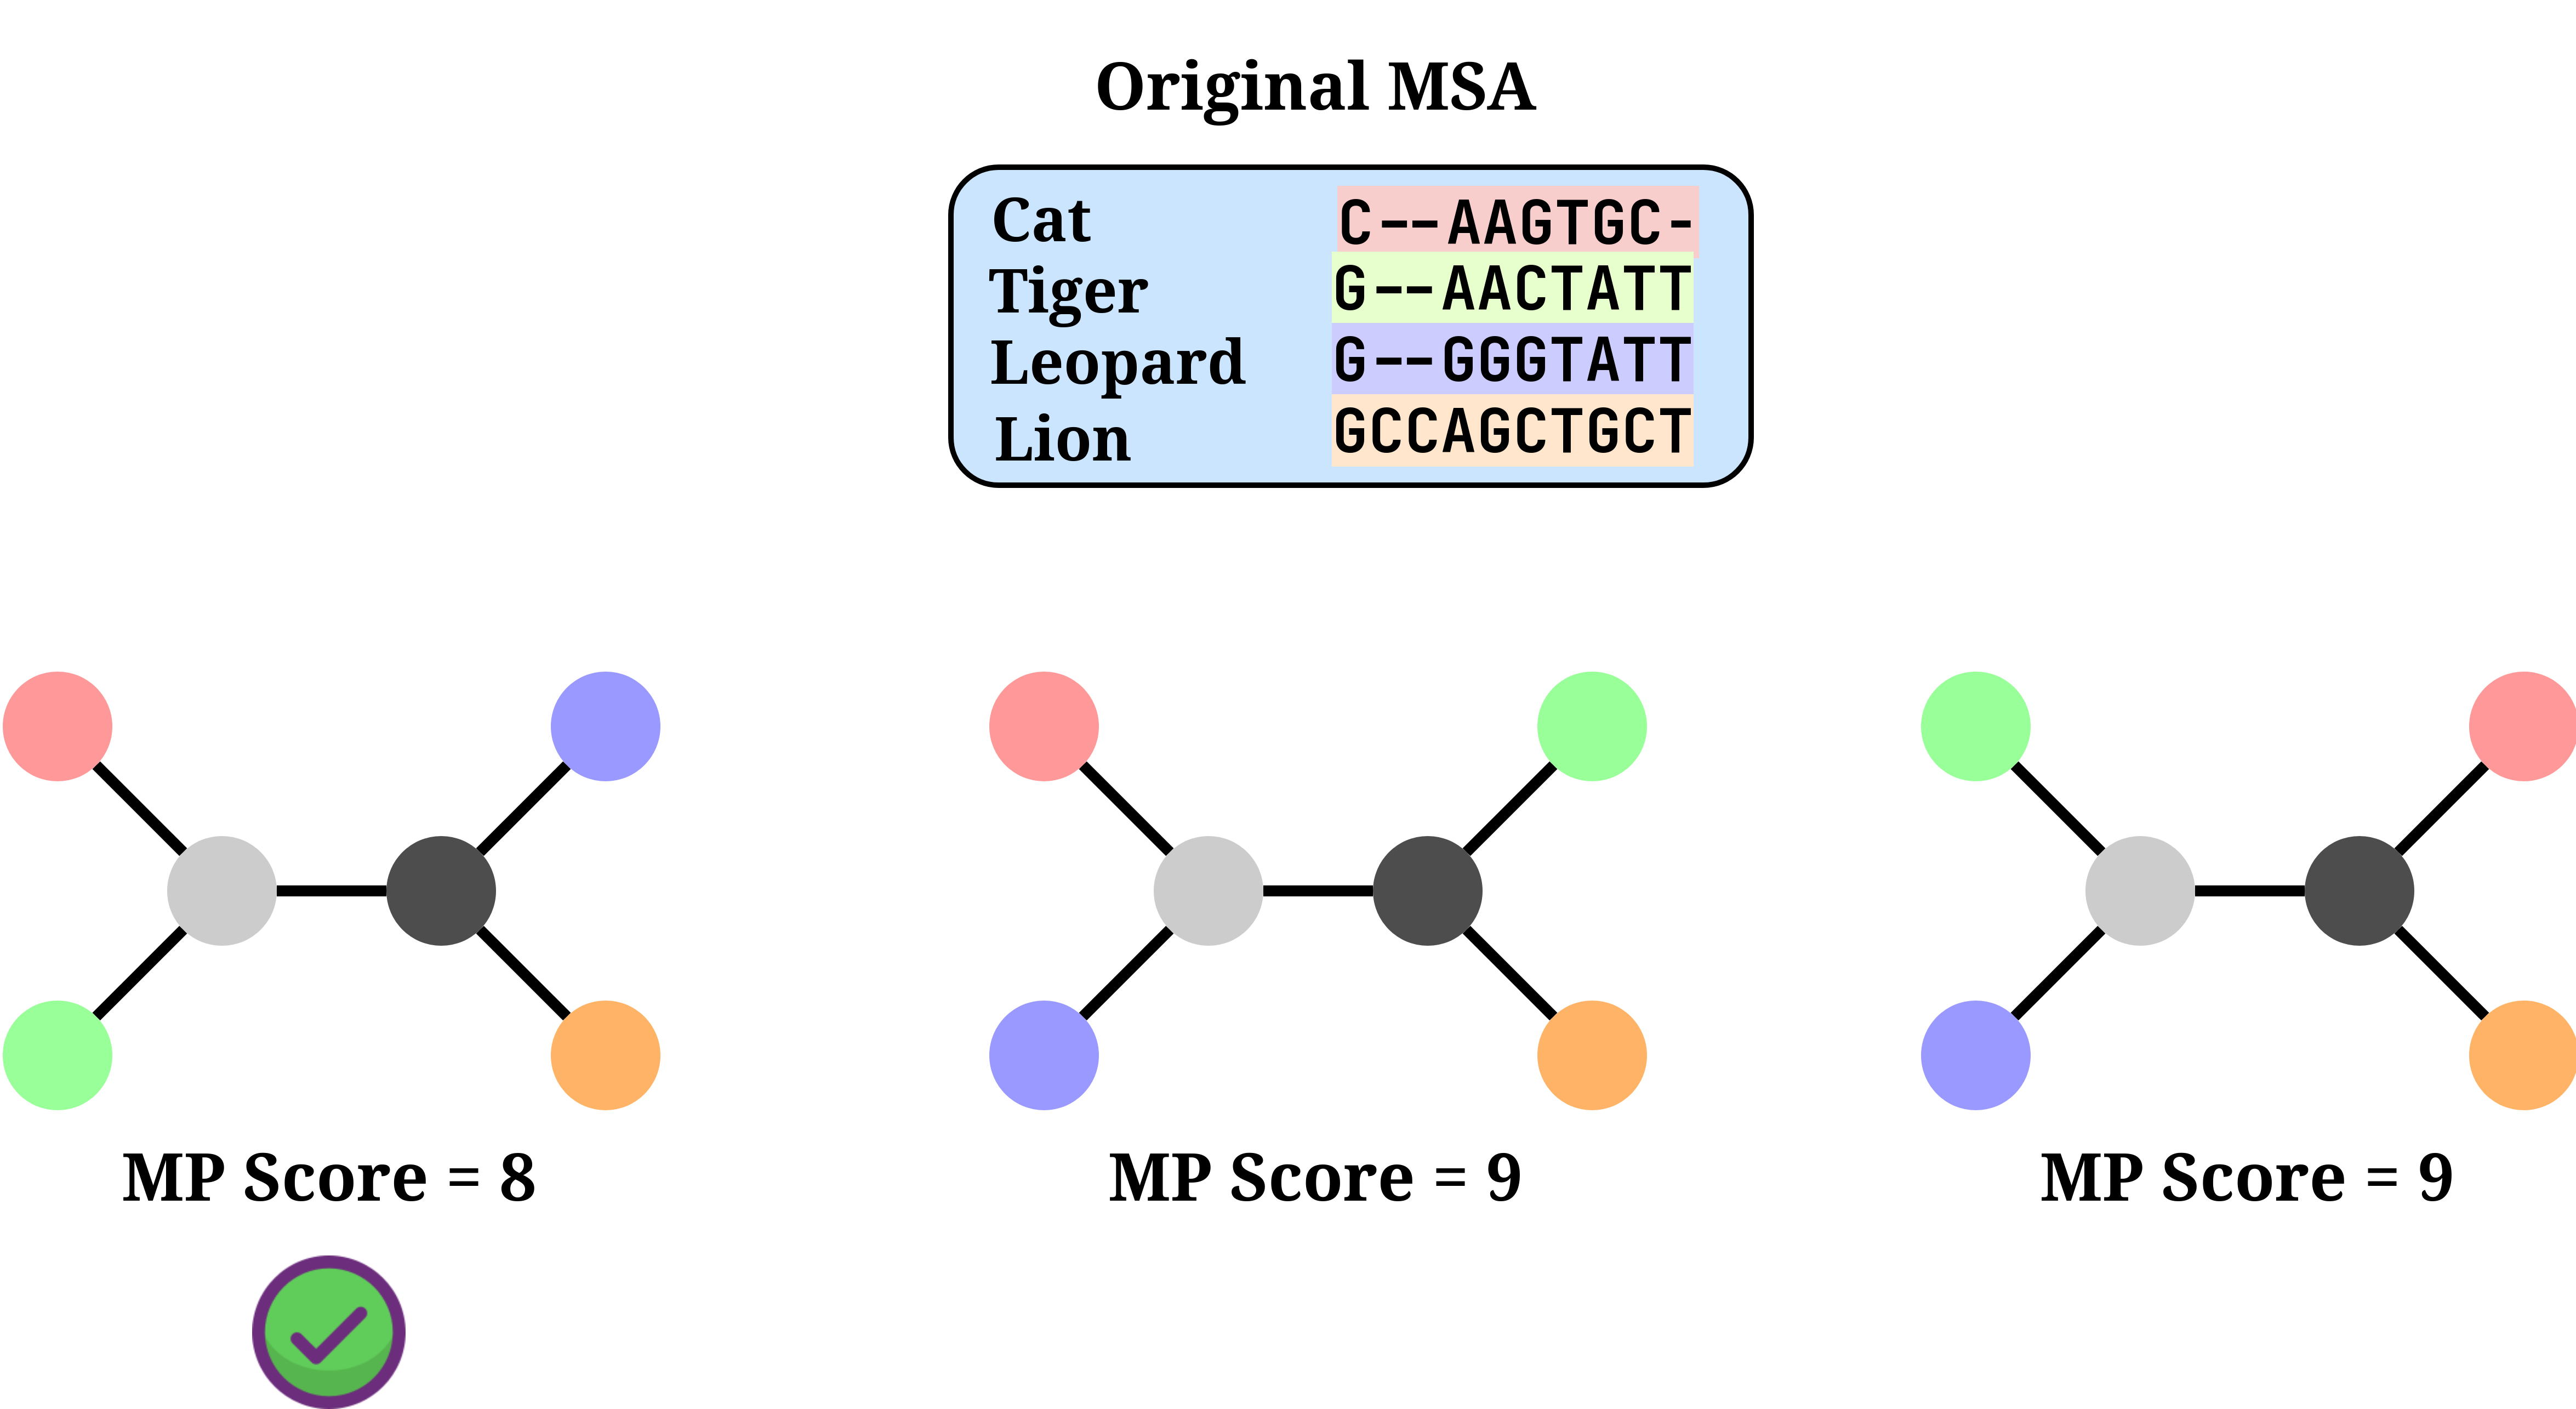 Original MSA
Cat C--AAGTGC-
Tiger G--AACTATT
Leopard G--GGGTATT
Lion GCCAGCTGCT
MP Score = 8 MP Score = 9 MP Score = 9